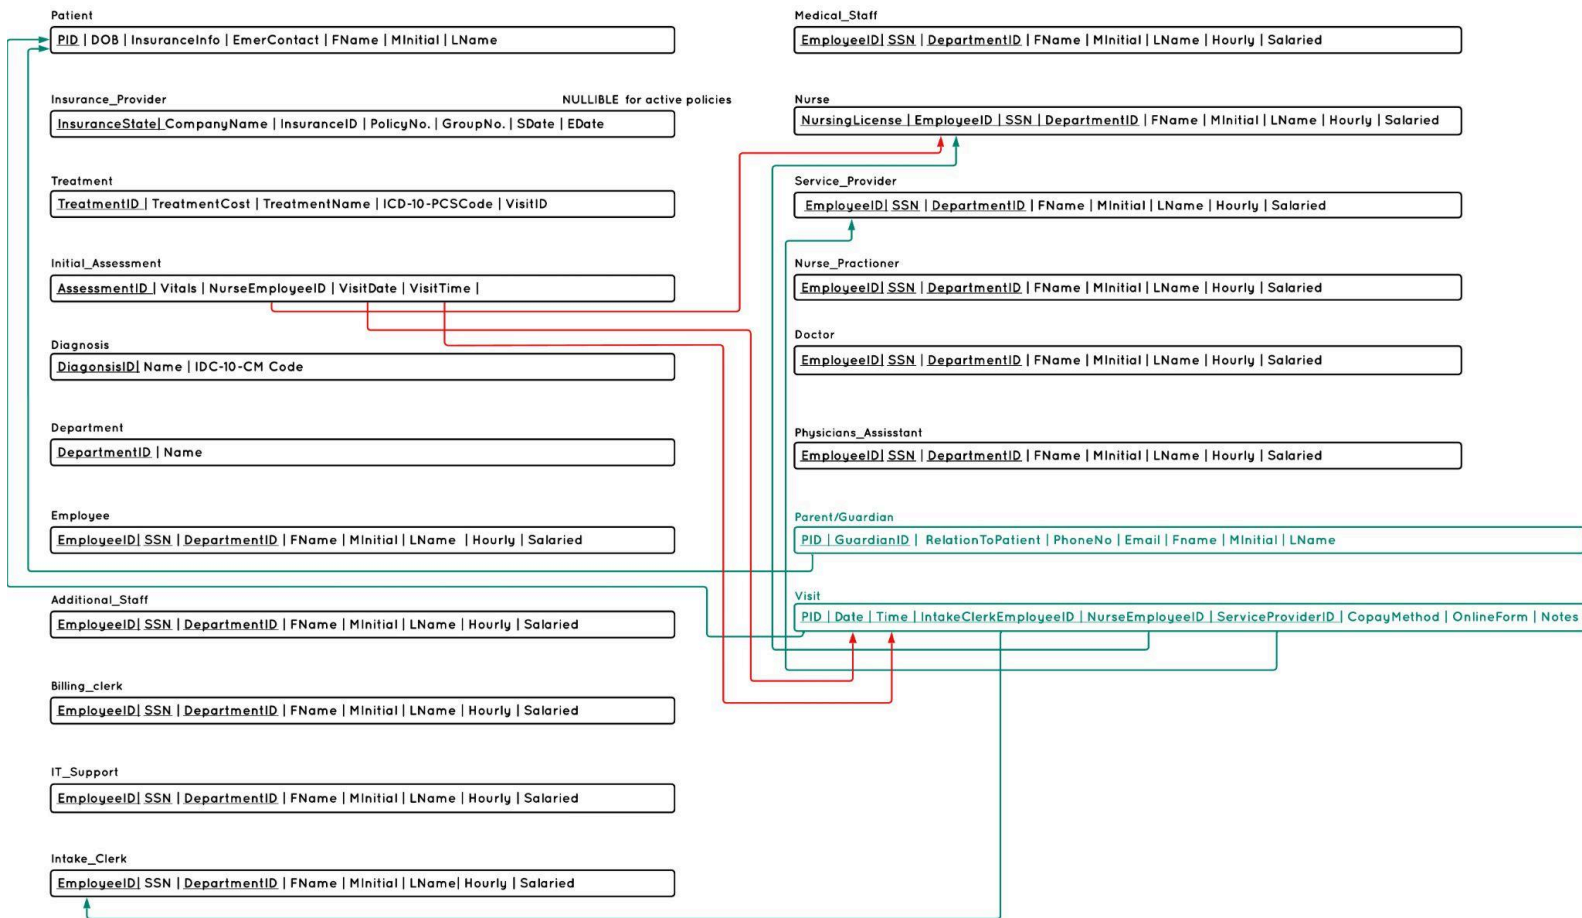 Patient
PID | DOB | InsuranceInfo | EmerContact | FName | MInitial | LName
Insurance_Provider
NULLIBLE for active policies
InsuranceState| CompanyName | InsuranceID | PolicyNo. | GroupNo. | SDate | EDate
Treatment
TreatmentID | TreatmentCost | TreatmentName | ICD-10-PCSCode | VisitID
Initial_Assessment
AssessmentID | Vitals | NurseEmployeeID | VisitDate | VisitTime |
Diagnosis
DiagonsisID| Name | IDC-10-CM Code
Department
DepartmentID | Name
Employee
EmployeeID| SSN | DepartmentID | FName | MInitial | LName | Hourly | Salaried
Additional_Staff
EmployeeID| SSN | DepartmentID | FName | MInitial | LName | Hourly | Salaried
Billing_clerk
EmployeeID| SSN | DepartmentID | FName | MInitial | LName | Hourly | Salaried
IT_Support
EmployeeID| SSN | DepartmentID | FName | MInitial | LName | Hourly | Salaried
Intake_Clerk
EmployeeID| SSN | DepartmentID | FName | MInitial | LName| Hourly | Salaried
Medical_Staff
EmployeeID| SSN | DepartmentID | FName | MInitial | LName | Hourly | Salaried
Nurse
NursingLicense | EmployeeID | SSN | DepartmentID | FName | MInitial | LName | Hourly | Salaried
Service_Provider
EmployeeID| SSN | DepartmentID | FName | MInitial | LName | Hourly | Salaried
Nurse_Practioner
EmployeeID| SSN | DepartmentID | FName | MInitial | LName | Hourly | Salaried
Doctor
EmployeeID| SSN | DepartmentID | FName | MInitial | LName | Hourly | Salaried
Physicians_Assisstant
EmployeeID| SSN | DepartmentID | FName | MInitial | LName | Hourly | Salaried
Parent/Guardian
PID | GuardianID | RelationToPatient | PhoneNo | Email | Fname | MInitial | LName
Visit
PID | Date | Time | IntakeClerkEmployeeID | NurseEmployeeID | ServiceProviderID | CopayMethod | OnlineForm | Notes